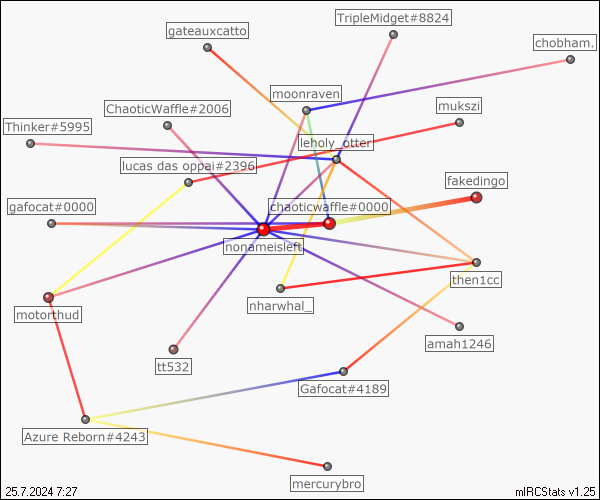 TripleMidget#8824
gateauxcatto
chobham.
moonraven
mukszi
ChaoticWaffle#2006
Thinker#5995
leholy_otter
lucas das oppai#2396
fakedingo
gafocat#0000
chaoticwaffle#0000
nonameisleft
then1cc
nharwhal_
motorthud
amah1246
tt532
Gafocat#4189
Azure Reborn#4243
mercurybro
25.7.2024 7:27
mIRCStats v1.25